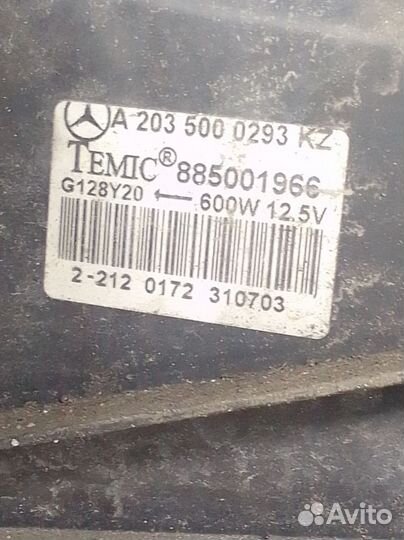 A 203 500 0293 KZ
TEMIC® 885001966
G128Y20 ⟵ 600W 12.5V
2-212 0172 310703
Avito